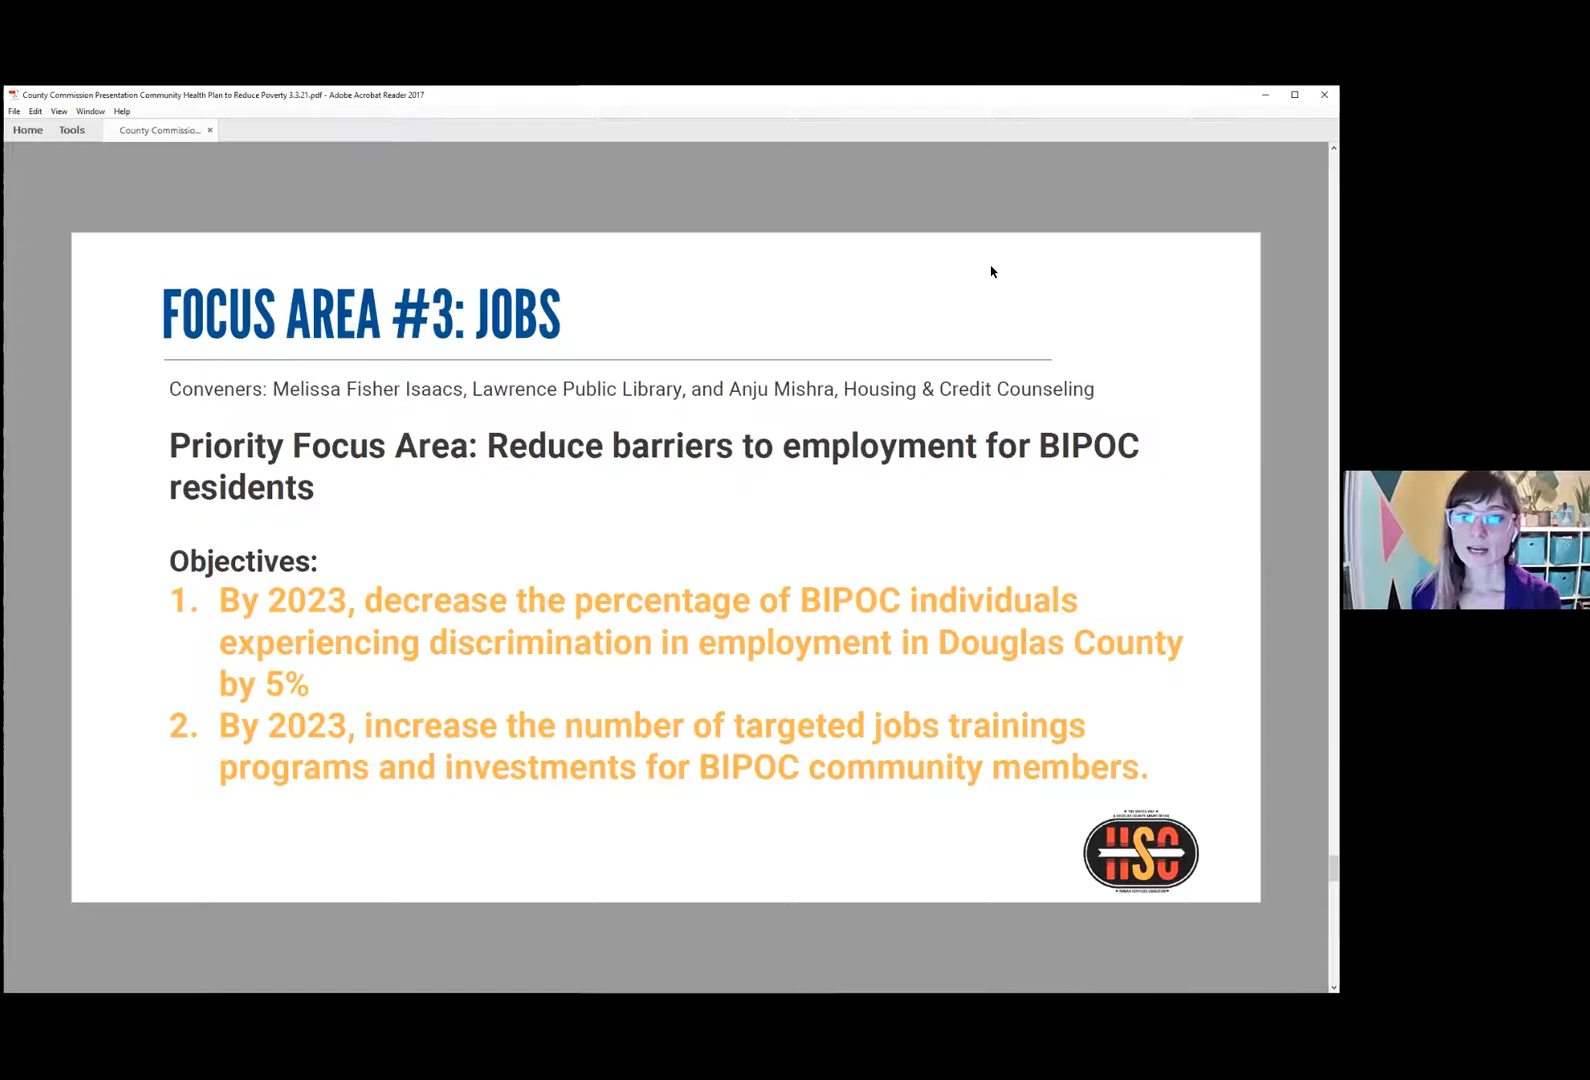 County Commission Presentation Community Health Plan to Reduce Poverty 3.3.21.pdf - Adobe Acrobat Reader 2017
File Edit View Window Help
Home Tools County Commissio... ×
FOCUS AREA #3: JOBS
Conveners: Melissa Fisher Isaacs, Lawrence Public Library, and Anju Mishra, Housing & Credit Counseling
Priority Focus Area: Reduce barriers to employment for BIPOC
residents
Objectives:
1. By 2023, decrease the percentage of BIPOC individuals
experiencing discrimination in employment in Douglas County
by 5%
2. By 2023, increase the number of targeted jobs trainings
programs and investments for BIPOC community members.
HSC